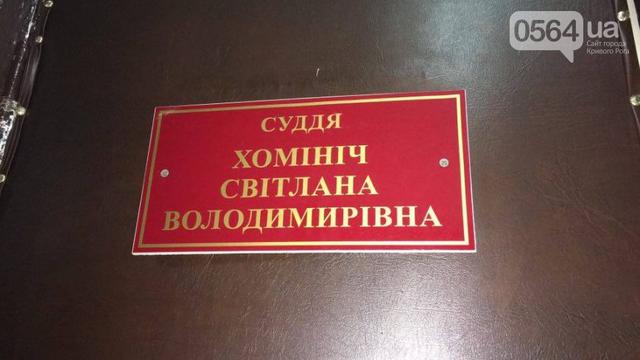 0564 ua
Сайт города
Кривого Рога
СУДДЯ
ХОМІНІЧ
СВІТЛАНА
ВОЛОДИМИРІВНА